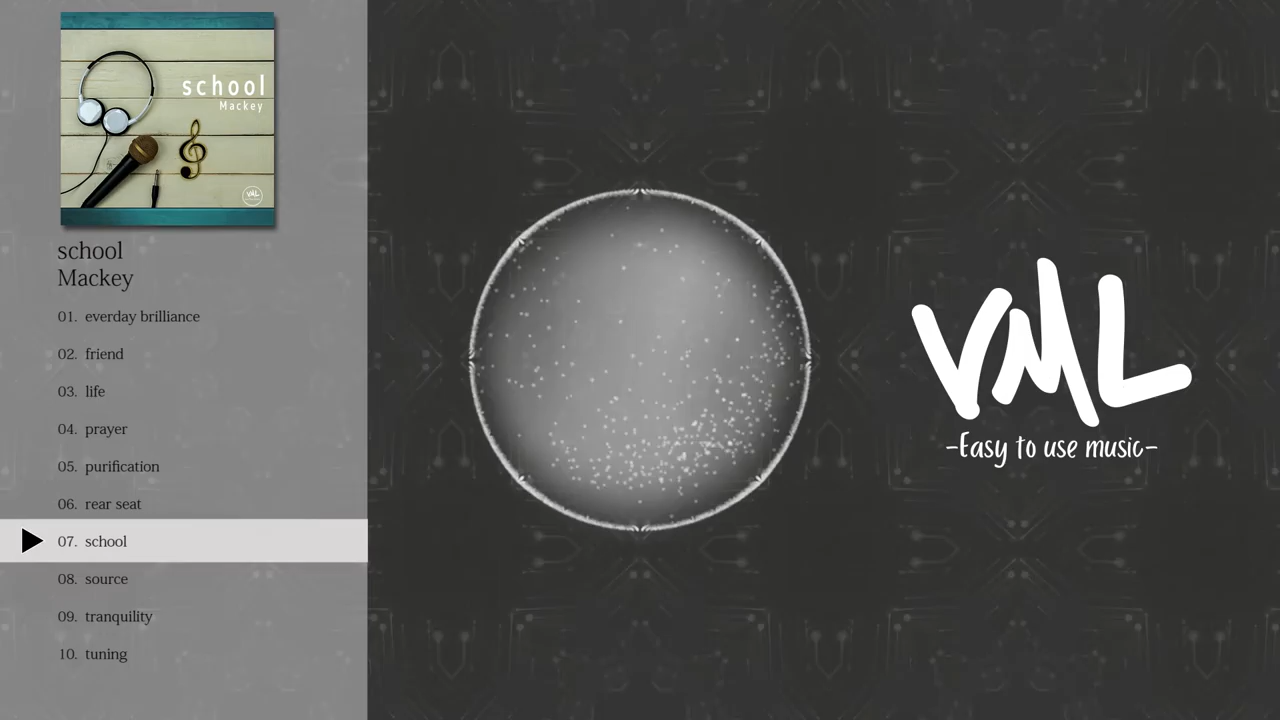 school
Mackey
VML
school
Mackey
01. everday brilliance
02. friend
03. life
04. prayer
05. purification
06. rear seat
07. school
08. source
09. tranquility
10. tuning
VML
-Easy to use music-